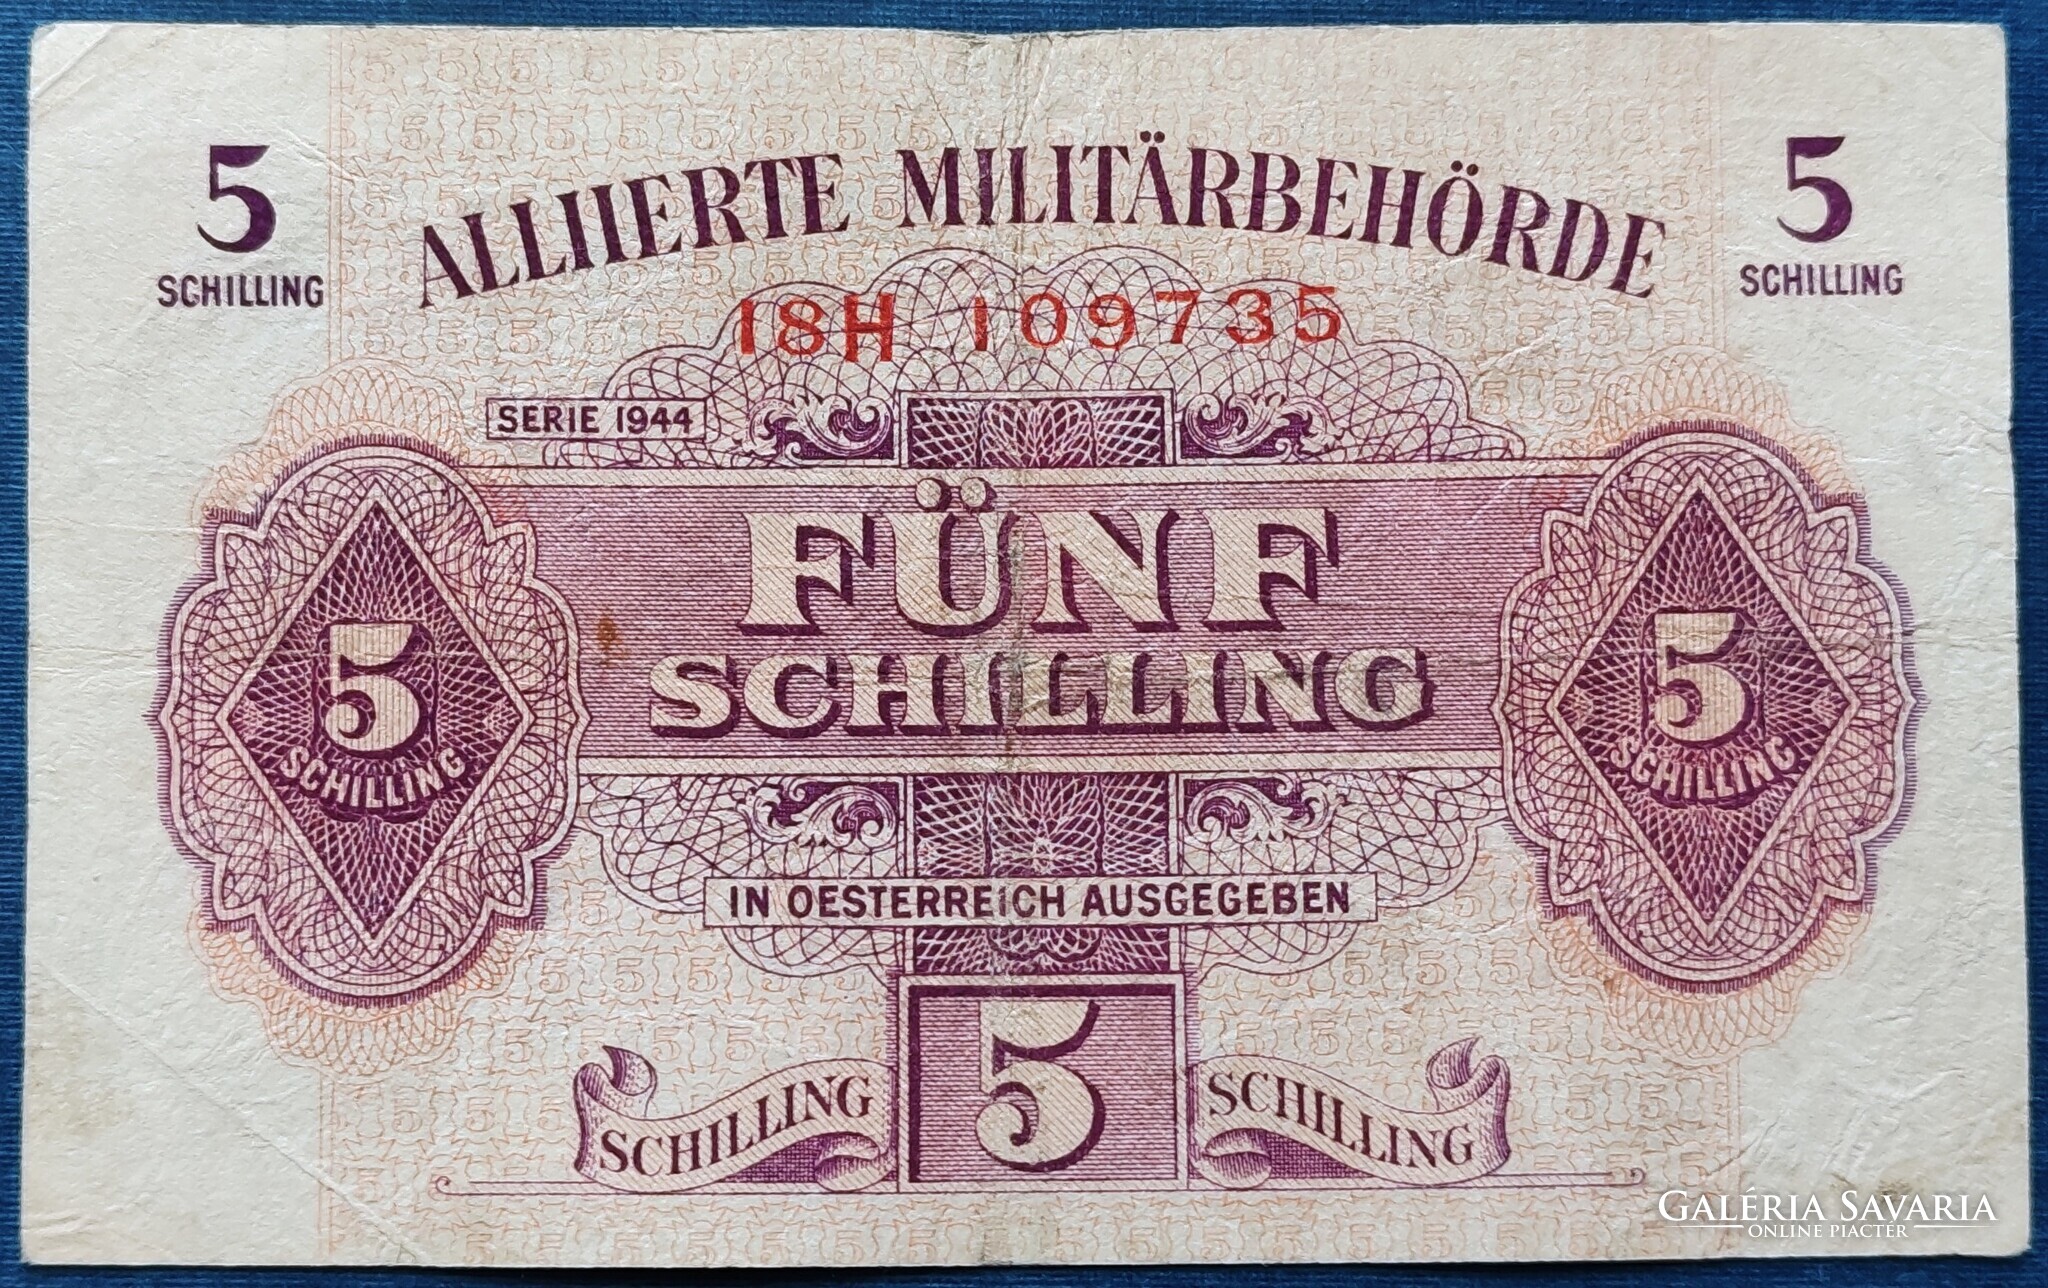 5 5
SCHILLING SCHILLING
ALLIIERTE MILITÄRBEHÖRDE
18H 109735
SERIE 1944
FÜNF
SCHILLING
5 5
SCHILLING SCHILLING
IN OESTERREICH AUSGEGEBEN
5
SCHILLING SCHILLING
GALÉRIA SAVARIA
ONLINE PIACTÉR